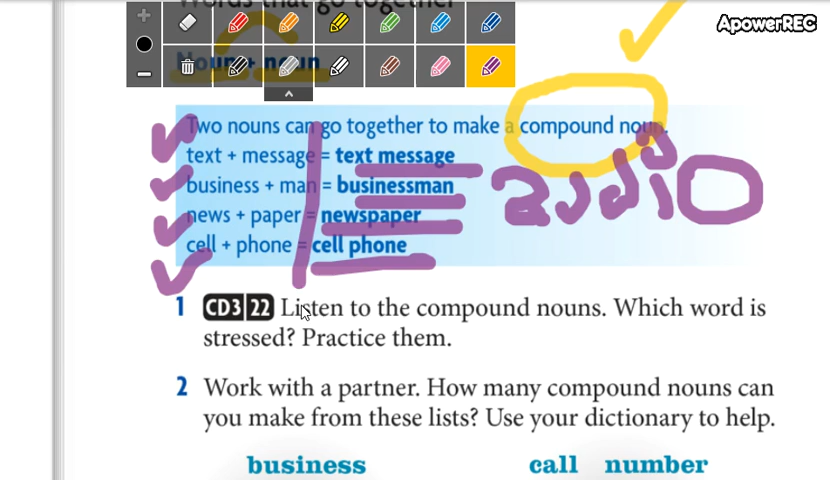 Words that go together
ApowerREC
Noun + noun
Two nouns can go together to make a compound noun.
text + message = text message
business + man = businessman
news + paper = newspaper
cell + phone = cell phone
audio
1 CD3 22 Listen to the compound nouns. Which word is
stressed? Practice them.
2 Work with a partner. How many compound nouns can
you make from these lists? Use your dictionary to help.
business call number